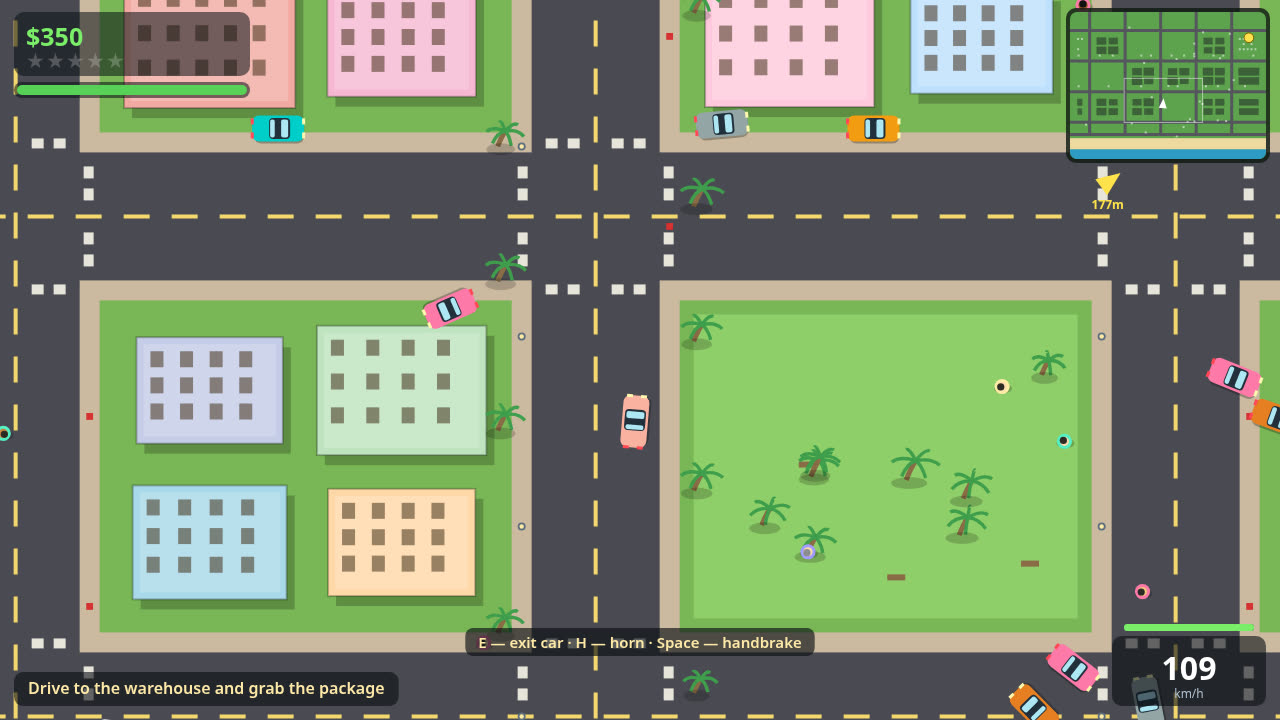 $350
★★★★★
177m
E — exit car · H — horn · Space — handbrake
Drive to the warehouse and grab the package
109
km/h